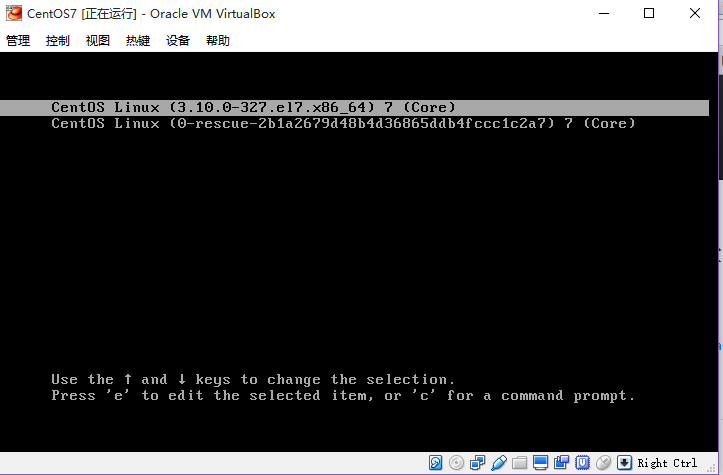 CentOS7 [正在运行] - Oracle VM VirtualBox
管理 控制 视图 热键 设备 帮助
CentOS Linux (3.10.0-327.el7.x86_64) 7 (Core)
CentOS Linux (0-rescue-2b1a2679d48b4d36865ddb4fccc1c2a7) 7 (Core)
Use the ↑ and ↓ keys to change the selection.
Press 'e' to edit the selected item, or 'c' for a command prompt.
Right Ctrl